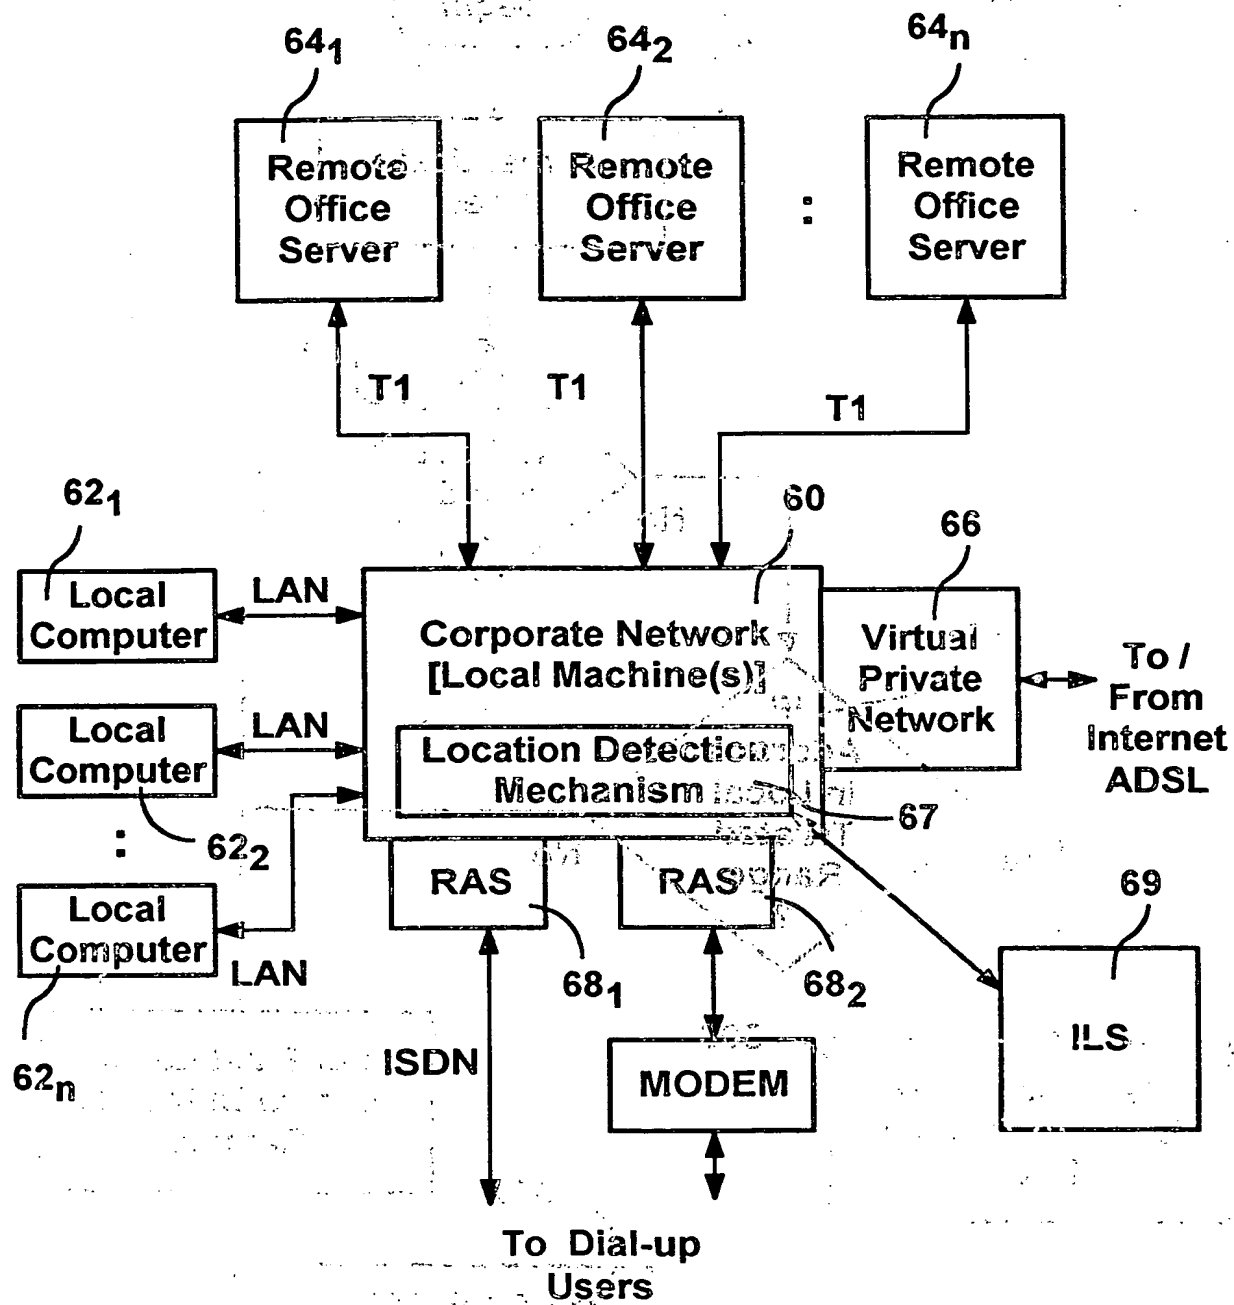 64₁
64₂
64ₙ
Remote
Office
Server
Remote
Office
Server
:
Remote
Office
Server
T1
T1
T1
62₁
60
66
Local
Computer
LAN
Corporate Network
[Local Machine(s)]
Virtual
Private
Network
To /
From
Internet
ADSL
Local
Computer
LAN
Location Detection
Mechanism
67
:
62₂
Local
Computer
LAN
RAS
RAS
69
68₁
68₂
62ₙ
ISDN
MODEM
ILS
To Dial-up
Users